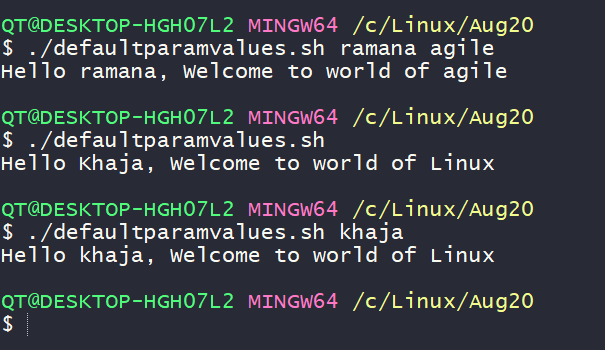 QT@DESKTOP-HGH07L2 MINGW64 /c/Linux/Aug20
$ ./defaultparamvalues.sh ramana agile
Hello ramana, Welcome to world of agile
QT@DESKTOP-HGH07L2 MINGW64 /c/Linux/Aug20
$ ./defaultparamvalues.sh
Hello Khaja, Welcome to world of Linux
QT@DESKTOP-HGH07L2 MINGW64 /c/Linux/Aug20
$ ./defaultparamvalues.sh khaja
Hello khaja, Welcome to world of Linux
QT@DESKTOP-HGH07L2 MINGW64 /c/Linux/Aug20
$